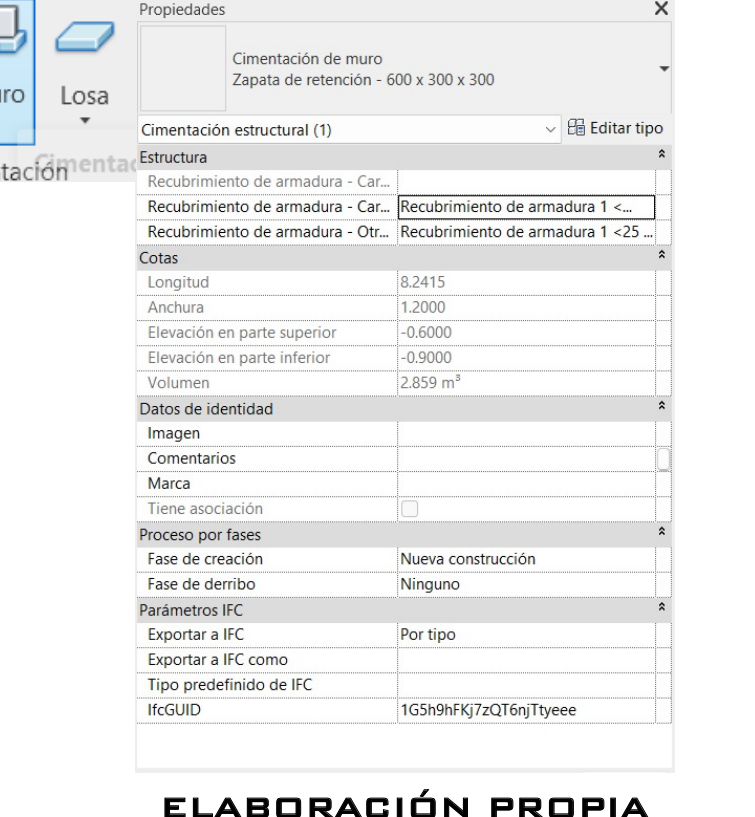 Propiedades
Cimentación de muro
Zapata de retención - 600 x 300 x 300
Losa
Cimentación estructural (1)
Editar tipo
Estructura
Recubrimiento de armadura - Car...
Recubrimiento de armadura - Car... Recubrimiento de armadura 1 <...
Recubrimiento de armadura - Otr... Recubrimiento de armadura 1 <25 ...
Cotas
Longitud 8.2415
Anchura 1.2000
Elevación en parte superior -0.6000
Elevación en parte inferior -0.9000
Volumen 2.859 m³
Datos de identidad
Imagen
Comentarios
Marca
Tiene asociación
Proceso por fases
Fase de creación Nueva construcción
Fase de derribo Ninguno
Parámetros IFC
Exportar a IFC Por tipo
Exportar a IFC como
Tipo predefinido de IFC
IfcGUID 1G5h9hFKj7zQT6njTtyeee
ELABORACIÓN PROPIA